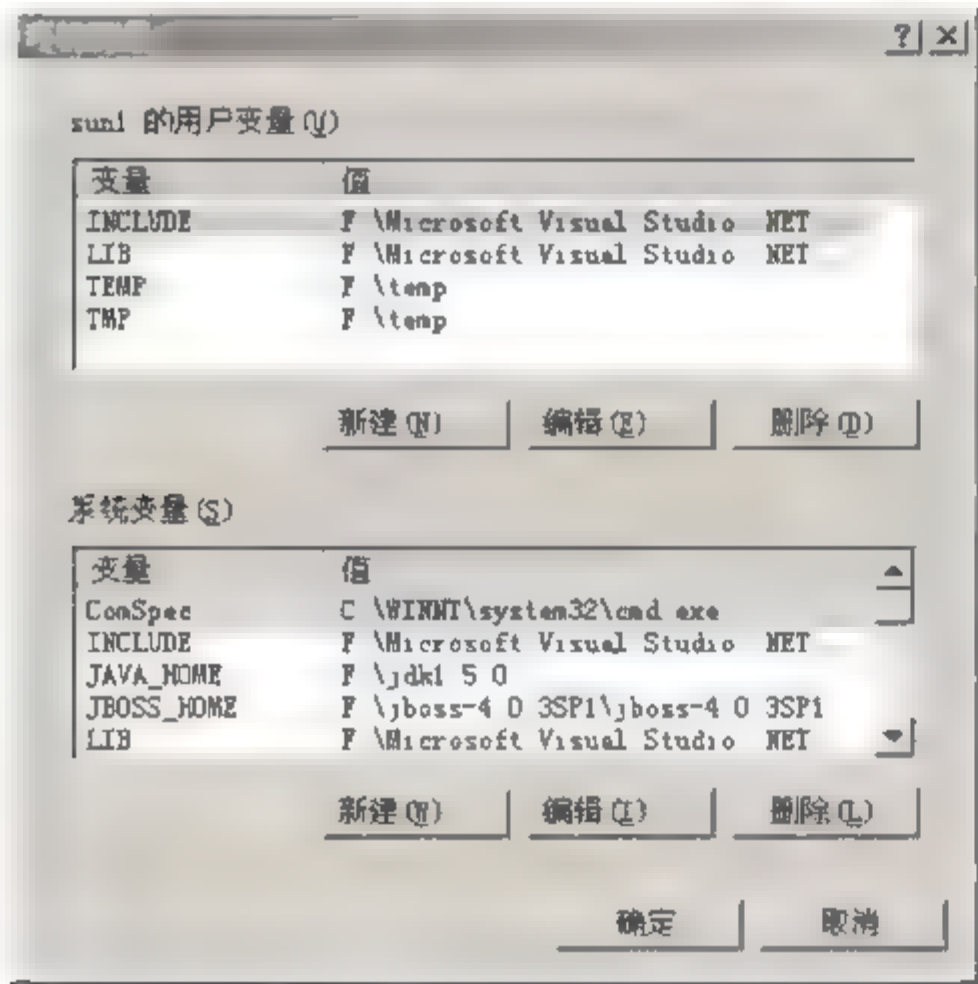 sun1 的用户变量(U)
变量 值
INCLUDE F \Microsoft Visual Studio NET
LIB F \Microsoft Visual Studio NET
TEMP F \temp
TMP F \temp
新建(N) 编辑(E) 删除(D)
系统变量(S)
变量 值
ComSpec C \WINNT\system32\cmd exe
INCLUDE F \Microsoft Visual Studio NET
JAVA_HOME F \jdk1 5 0
JBOSS_HOME F \jboss-4 0 3SP1\jboss-4 0 3SP1
LIB F \Microsoft Visual Studio NET
新建(W) 编辑(I) 删除(L)
确定 取消